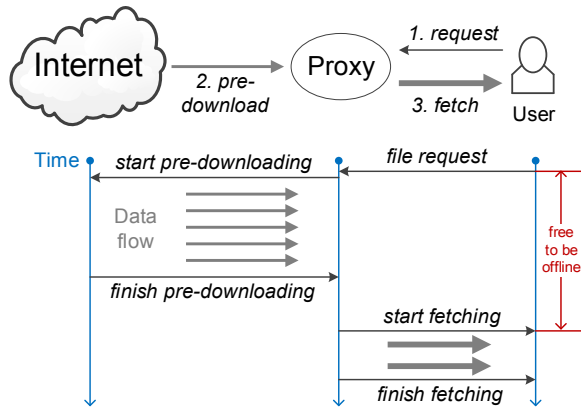 Internet
2. pre-
download
Proxy
1. request
3. fetch
User
Time
start pre-downloading
file request
Data
flow
free
to be
offline
finish pre-downloading
start fetching
finish fetching